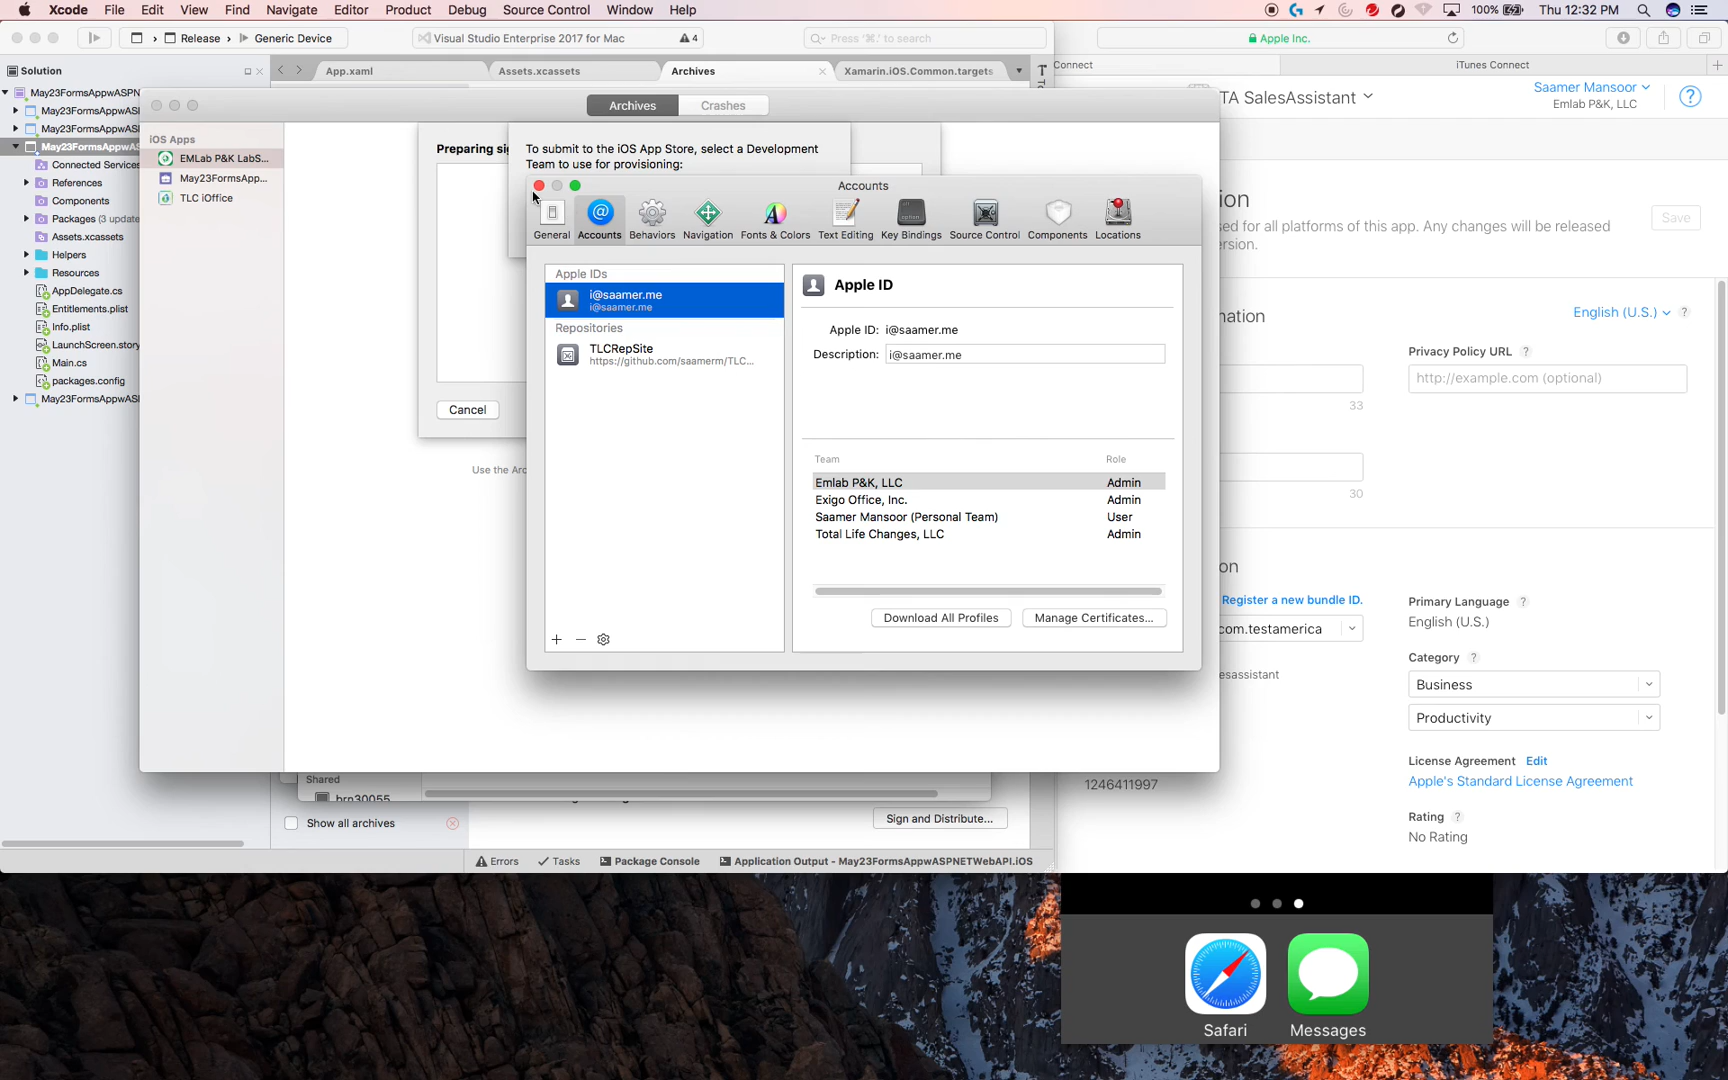 Xcode File Edit View Find Navigate Editor Product Debug Source Control Window Help
100% Thu 12:32 PM
Release Generic Device
Visual Studio Enterprise 2017 for Mac
4
Press '⌘.' to search
Apple Inc.
Solution
App.xaml
Assets.xcassets
Archives
Xamarin.iOS.Common.targets
Connect
iTunes Connect
May23FormsAppwASPN
May23FormsAppwASI
May23FormsAppwASI
May23FormsAppwAS
Connected Services
References
Components
Packages (3 update
Assets.xcassets
Helpers
Resources
AppDelegate.cs
Entitlements.plist
Info.plist
LaunchScreen.story
Main.cs
packages.config
May23FormsAppwASI
Archives Crashes
iOS Apps
EMLab P&K LabS...
May23FormsApp...
TLC iOffice
Preparing si
To submit to the iOS App Store, select a Development
Team to use for provisioning:
Cancel
Use the Arc
Accounts
General Accounts Behaviors Navigation Fonts & Colors Text Editing Key Bindings Source Control Components Locations
Apple IDs
i@saamer.me
i@saamer.me
Repositories
TLCRepSite
https://github.com/saamerm/TLC...
Apple ID
Apple ID: i@saamer.me
Description: i@saamer.me
Team Role
Emlab P&K, LLC Admin
Exigo Office, Inc. Admin
Saamer Mansoor (Personal Team) User
Total Life Changes, LLC Admin
Download All Profiles
Manage Certificates...
Shared
brn30055
Show all archives
Sign and Distribute...
Errors Tasks Package Console Application Output - May23FormsAppwASPNETWebAPI.iOS
TA SalesAssistant
Saamer Mansoor
Emlab P&K, LLC
?
ion
Save
sed for all platforms of this app. Any changes will be released
ersion.
nation
English (U.S.) ?
Privacy Policy URL ?
http://example.com (optional)
33
30
on
Register a new bundle ID.
com.testamerica
esassistant
1246411997
Primary Language ?
English (U.S.)
Category ?
Business
Productivity
License Agreement Edit
Apple's Standard License Agreement
Rating ?
No Rating
Safari
Messages